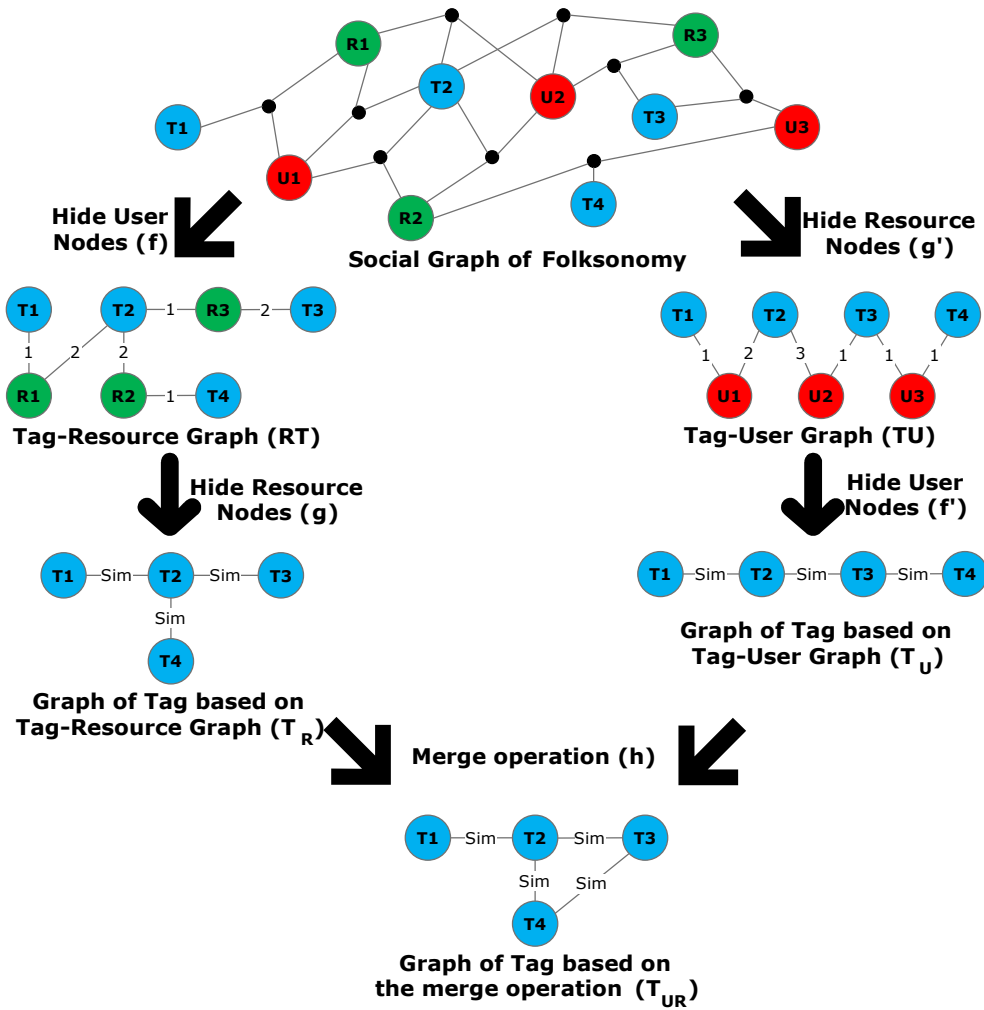 R1
R3
T2
U2
T1
T3
U3
U1
T4
R2
Hide User
Nodes (f)
Hide Resource
Nodes (g')
Social Graph of Folksonomy
T1
T2
1
R3
2
T3
1
2
2
R1
R2
1
T4
Tag-Resource Graph (RT)
T1
T2
T3
T4
1
2
3
1
1
1
U1
U2
U3
Tag-User Graph (TU)
Hide Resource
Nodes (g)
Hide User
Nodes (f')
T1 Sim T2 Sim T3
Sim
T4
Graph of Tag based on
Tag-Resource Graph (T R)
T1 Sim T2 Sim T3 Sim T4
Graph of Tag based on
Tag-User Graph (T U)
Merge operation (h)
T1 Sim T2 Sim T3
Sim
Sim
T4
Graph of Tag based on
the merge operation (T UR)